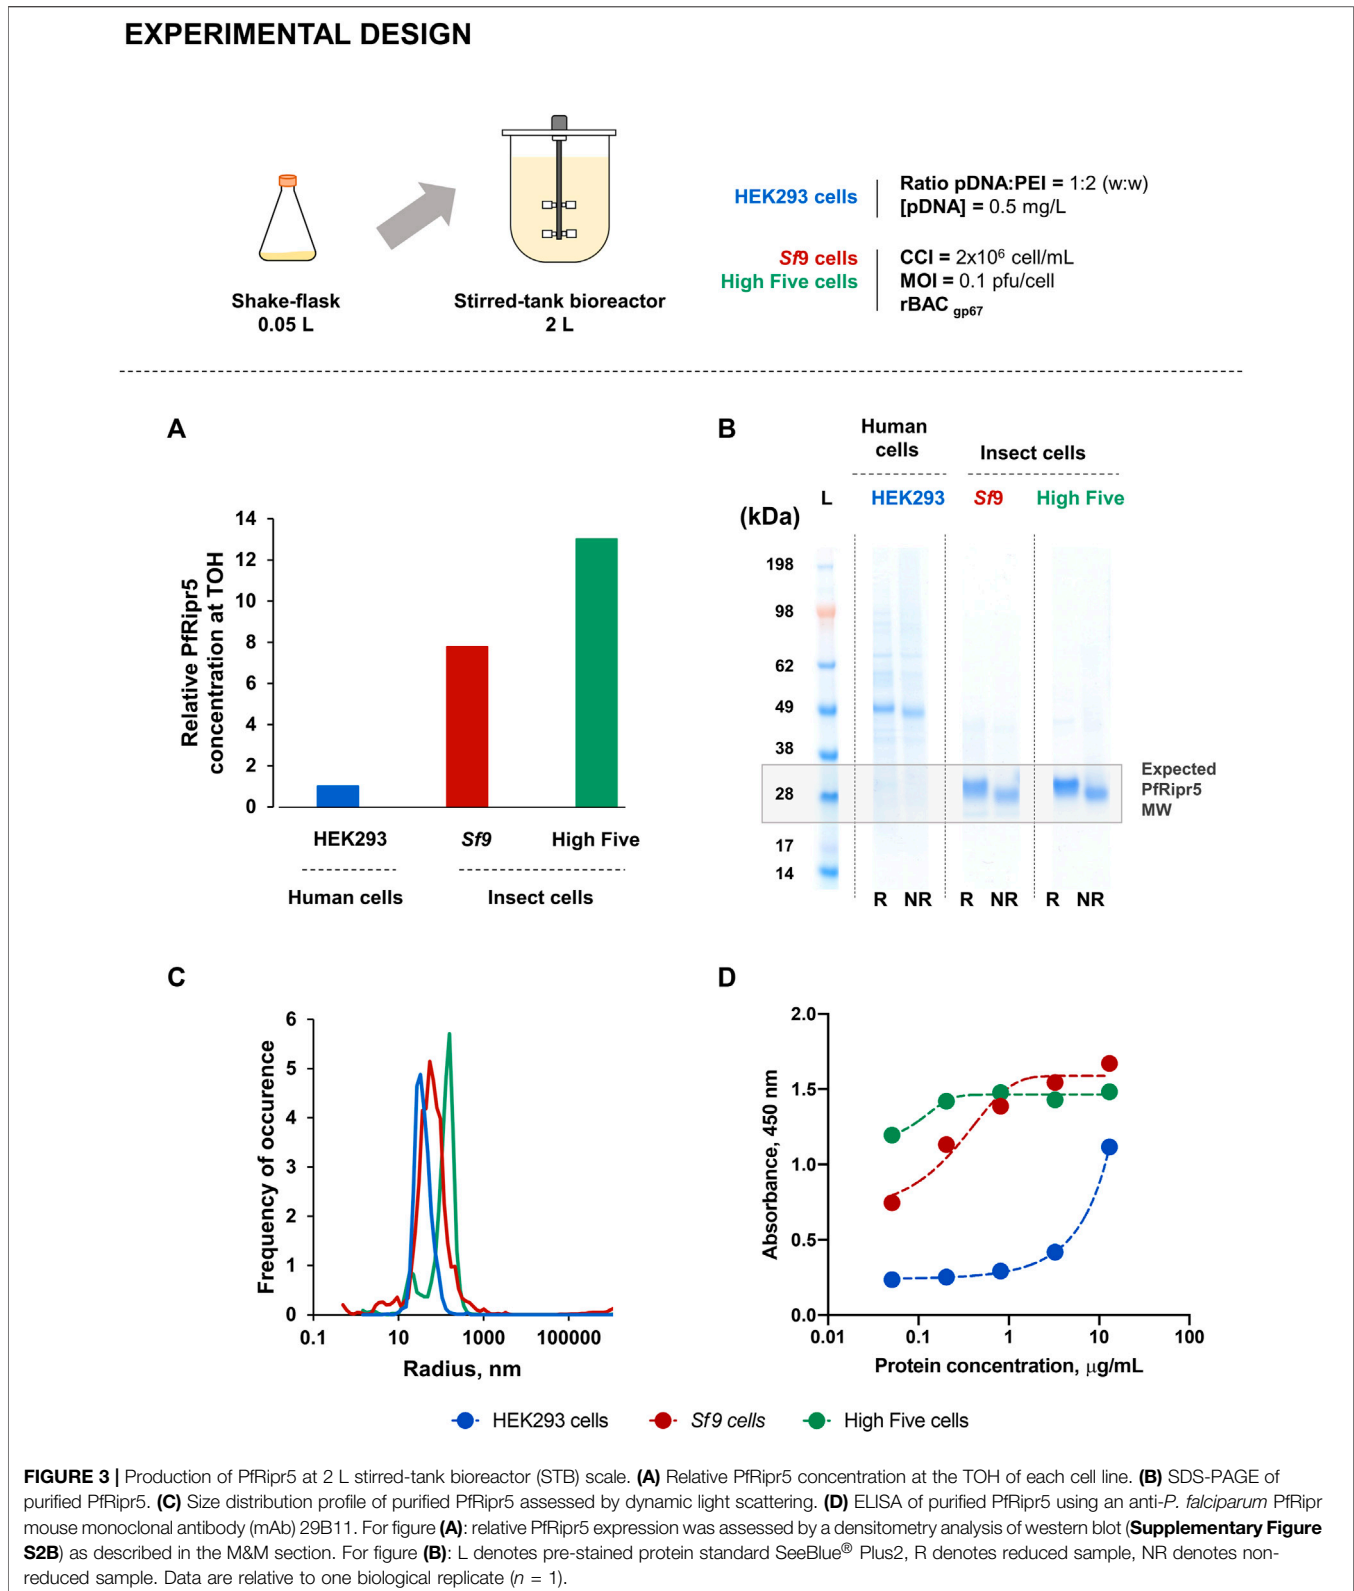 EXPERIMENTAL DESIGN
Shake-flask
0.05 L
Stirred-tank bioreactor
2 L
HEK293 cells
Ratio pDNA:PEI = 1:2 (w:w)
[pDNA] = 0.5 mg/L
Sf9 cells
High Five cells
CCI = 2x10⁶ cell/mL
MOI = 0.1 pfu/cell
rBAC gp67
A
Relative PfRipr5
concentration at TOH
14
12
10
8
6
4
2
0
HEK293
Sf9
High Five
Human cells
Insect cells
B
Human
cells
Insect cells
L
HEK293
Sf9
High Five
(kDa)
198
98
62
49
38
28
17
14
Expected
PfRipr5
MW
R NR R NR R NR
C
Frequency of occurence
6
5
4
3
2
1
0
0.1 10 1000 100000
Radius, nm
D
Absorbance, 450 nm
2.0
1.5
1.0
0.5
0.0
0.01 0.1 1 10 100
Protein concentration, μg/mL
HEK293 cells
Sf9 cells
High Five cells
FIGURE 3 | Production of PfRipr5 at 2 L stirred-tank bioreactor (STB) scale. (A) Relative PfRipr5 concentration at the TOH of each cell line. (B) SDS-PAGE of
purified PfRipr5. (C) Size distribution profile of purified PfRipr5 assessed by dynamic light scattering. (D) ELISA of purified PfRipr5 using an anti-P. falciparum PfRipr
mouse monoclonal antibody (mAb) 29B11. For figure (A): relative PfRipr5 expression was assessed by a densitometry analysis of western blot (Supplementary Figure
S2B) as described in the M&M section. For figure (B): L denotes pre-stained protein standard SeeBlue® Plus2, R denotes reduced sample, NR denotes non-
reduced sample. Data are relative to one biological replicate (n = 1).